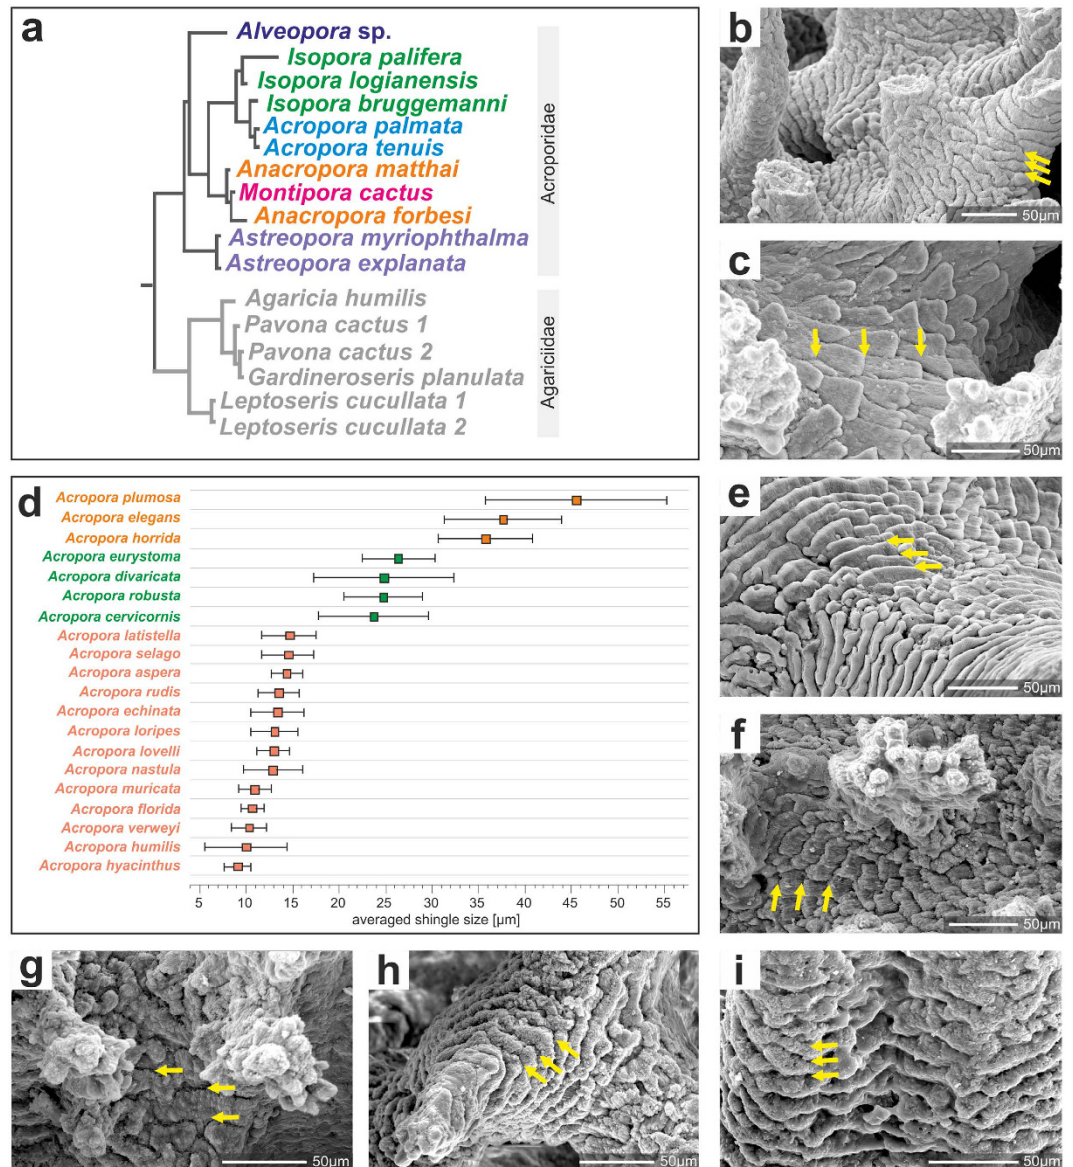 a
Alveopora sp.
Isopora palifera
Isopora logianensis
Isopora bruggemanni
Acropora palmata
Acropora tenuis
Anacropora matthai
Montipora cactus
Anacropora forbesi
Astreopora myriophthalma
Astreopora explanata
Acroporidae
Agaricia humilis
Pavona cactus 1
Pavona cactus 2
Gardineroseris planulata
Leptoseris cucullata 1
Leptoseris cucullata 2
Agariciidae
b
50µm
c
50µm
d
Acropora plumosa
Acropora elegans
Acropora horrida
Acropora eurystoma
Acropora divaricata
Acropora robusta
Acropora cervicornis
Acropora latistella
Acropora selago
Acropora aspera
Acropora rudis
Acropora echinata
Acropora loripes
Acropora lovelli
Acropora nastula
Acropora muricata
Acropora florida
Acropora verweyi
Acropora humilis
Acropora hyacinthus
5 10 15 20 25 30 35 40 45 50 55
averaged shingle size [µm]
e
50µm
f
50µm
g
50µm
h
50µm
i
50µm